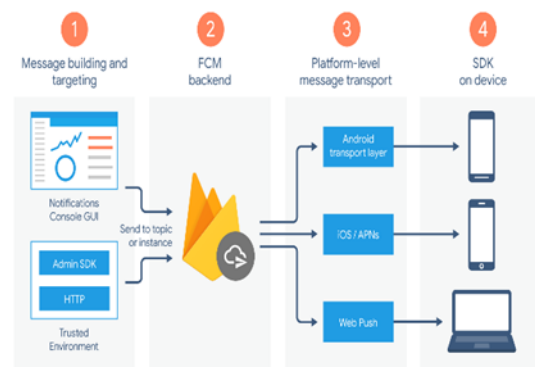 1
Message building and
targeting
2
FCM
backend
3
Platform-level
message transport
4
SDK
on device
Notifications
Console GUI
Admin SDK
HTTP
Trusted
Environment
Send to topic
or instance
Android
transport layer
iOS / APNs
Web Push